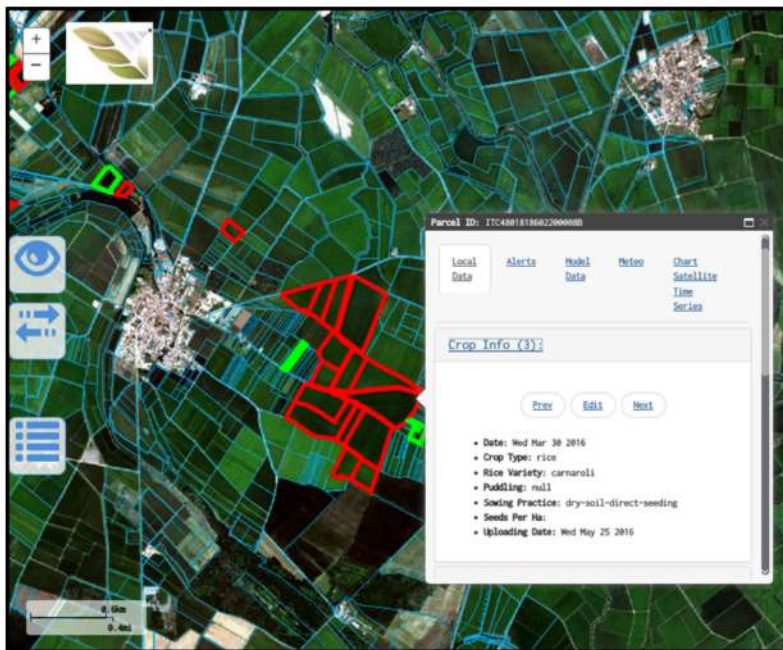 +
−
Parcel ID: ITC4801818602200008B
Local Data
Alerts
Model Data
Meteo
Chart Satellite Time Series
Crop Info (3):
Prev
Edit
Next
Date: Wed Mar 30 2016
Crop Type: rice
Rice Variety: carnaroli
Puddling: null
Sowing Practice: dry-soil-direct-seeding
Seeds Per Ha:
Uploading Date: Wed May 25 2016
0.6km
0.4mi